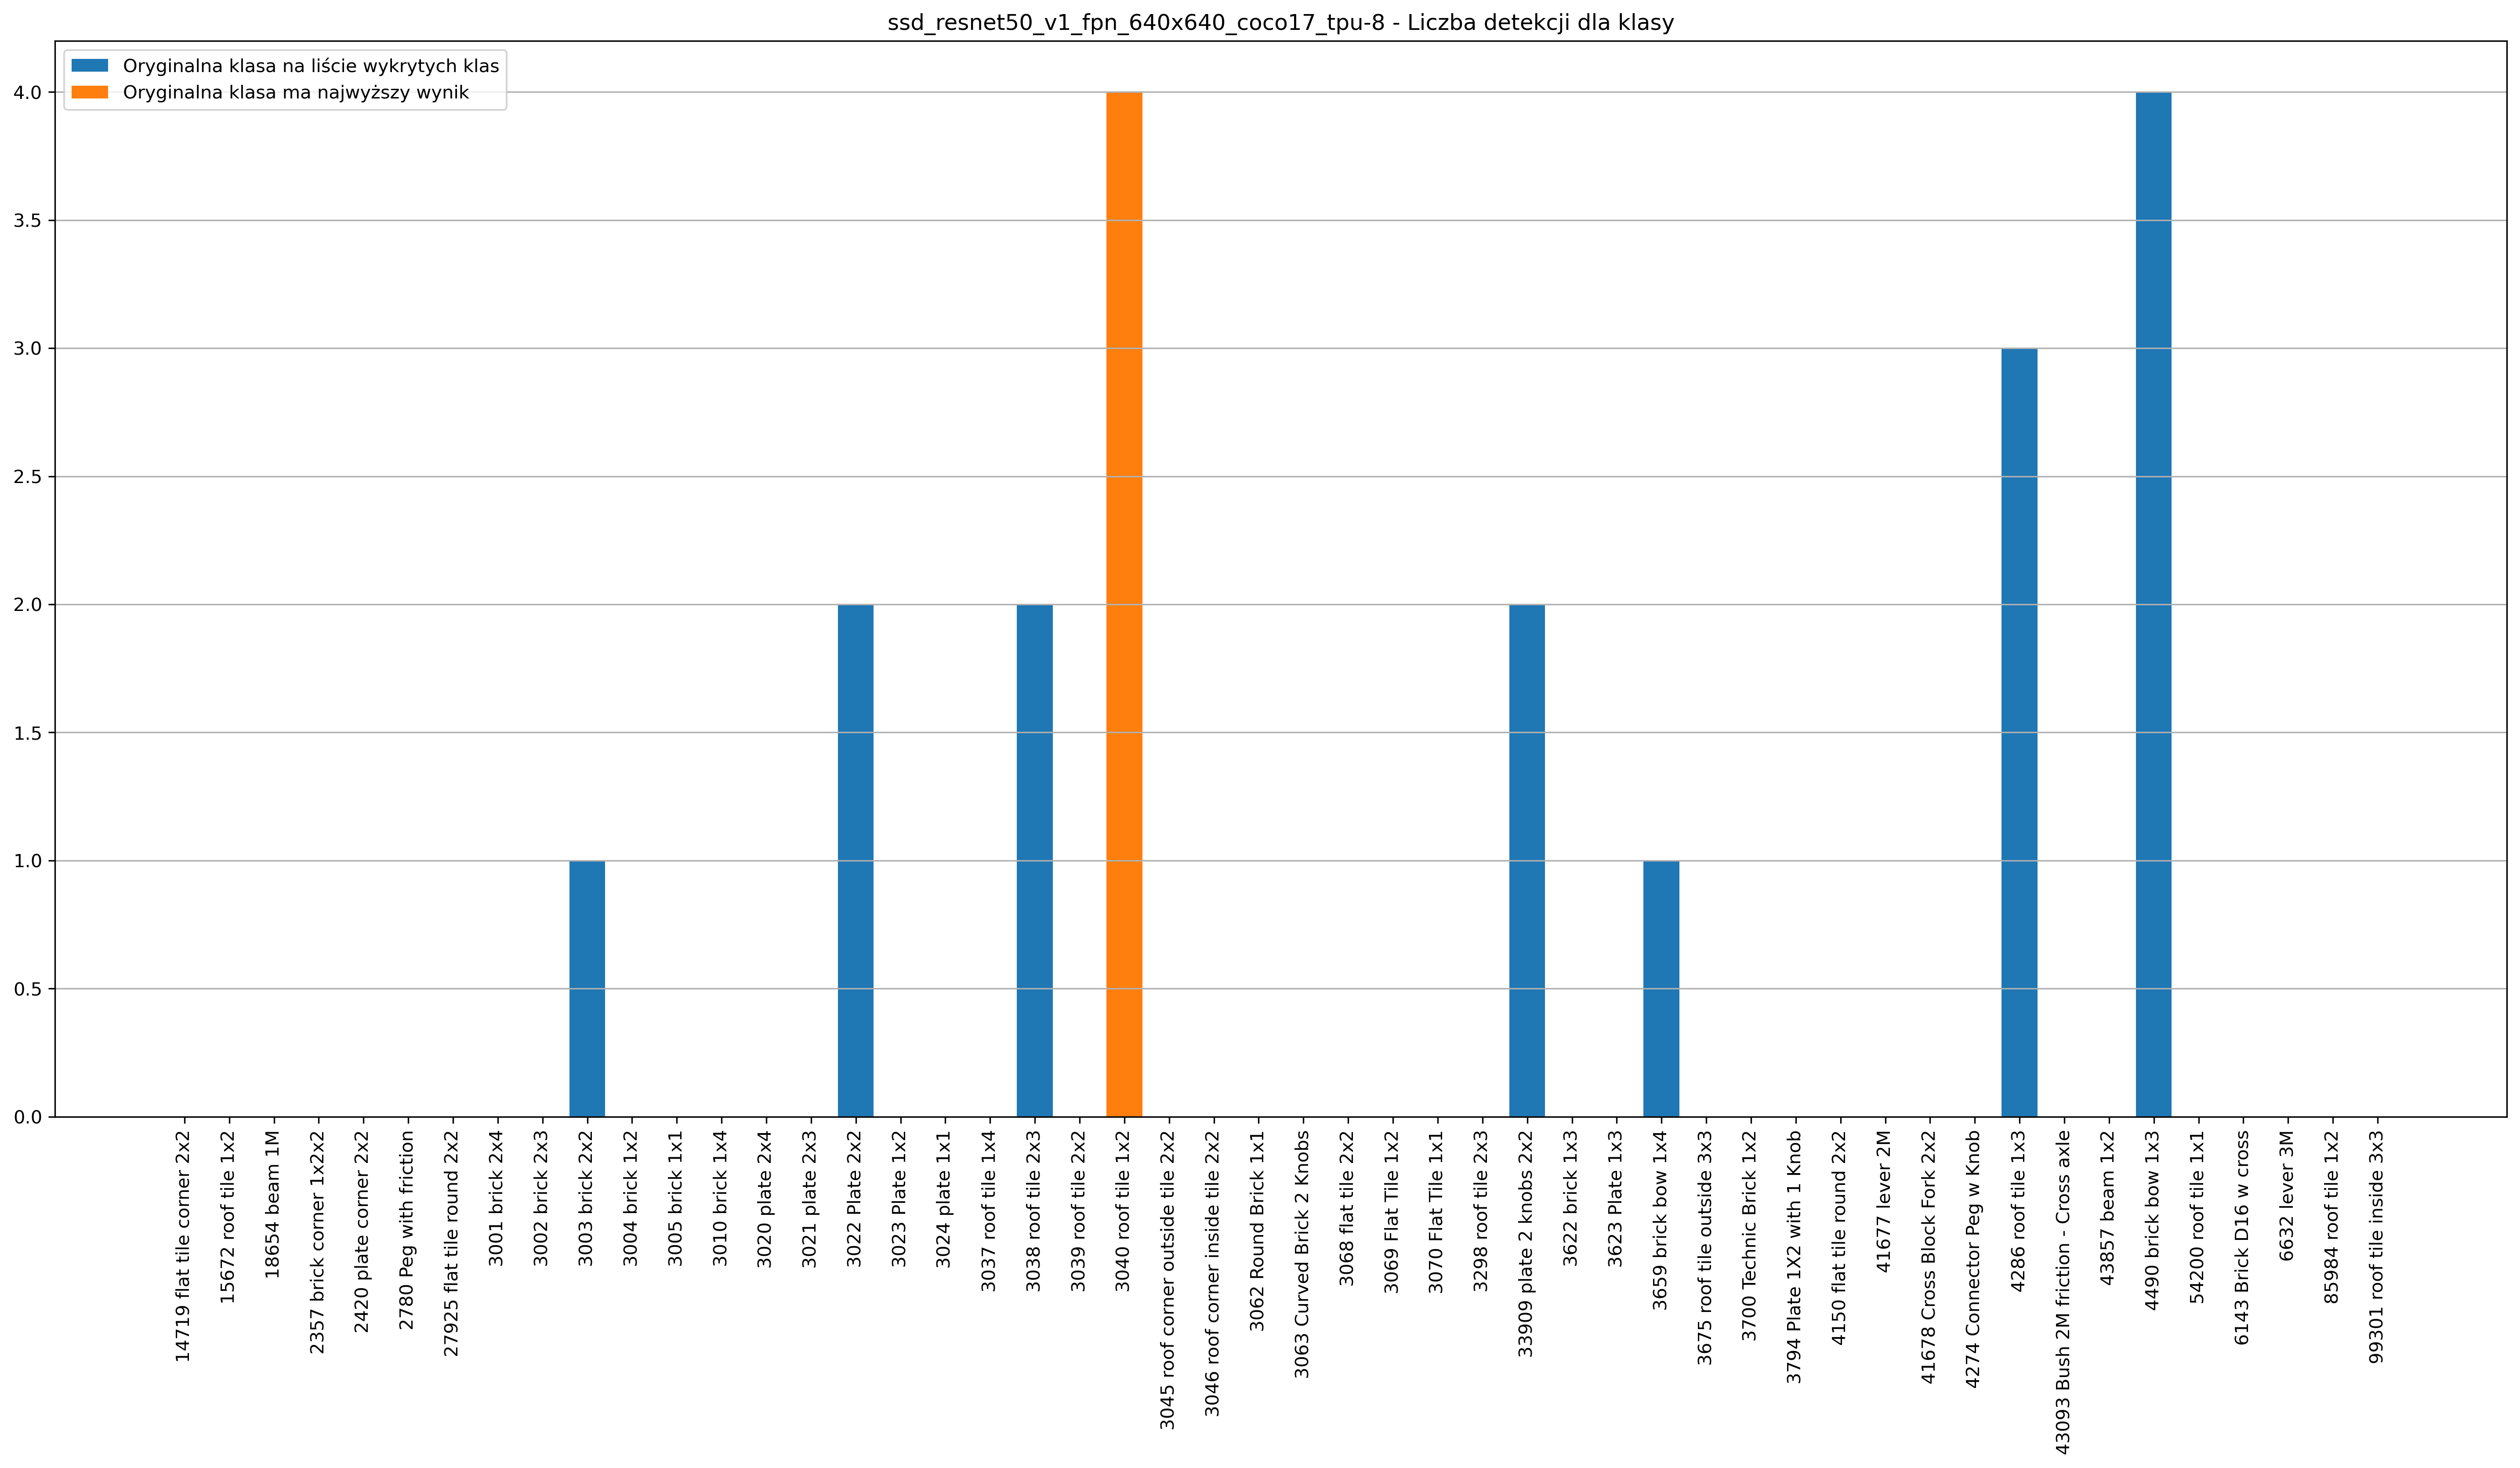 ssd_resnet50_v1_fpn_640x640_coco17_tpu-8 - Liczba detekcji dla klasy
Oryginalna klasa na liście wykrytych klas
Oryginalna klasa ma najwyższy wynik
4.0
3.5
3.0
2.5
2.0
1.5
1.0
0.5
0.0
14719 flat tile corner 2x2
15672 roof tile 1x2
18654 beam 1M
2357 brick corner 1x2x2
2420 plate corner 2x2
2780 Peg with friction
27925 flat tile round 2x2
3001 brick 2x4
3002 brick 2x3
3003 brick 2x2
3004 brick 1x2
3005 brick 1x1
3010 brick 1x4
3020 plate 2x4
3021 plate 2x3
3022 Plate 2x2
3023 Plate 1x2
3024 plate 1x1
3037 roof tile 1x4
3038 roof tile 2x3
3039 roof tile 2x2
3040 roof tile 1x2
3045 roof corner outside tile 2x2
3046 roof corner inside tile 2x2
3062 Round Brick 1x1
3063 Curved Brick 2 Knobs
3068 flat tile 2x2
3069 Flat Tile 1x2
3070 Flat Tile 1x1
3298 roof tile 2x3
33909 plate 2 knobs 2x2
3622 brick 1x3
3623 Plate 1x3
3659 brick bow 1x4
3675 roof tile outside 3x3
3700 Technic Brick 1x2
3794 Plate 1X2 with 1 Knob
4150 flat tile round 2x2
41677 lever 2M
41678 Cross Block Fork 2x2
4274 Connector Peg w Knob
4286 roof tile 1x3
43093 Bush 2M friction - Cross axle
43857 beam 1x2
4490 brick bow 1x3
54200 roof tile 1x1
6143 Brick D16 w cross
6632 lever 3M
85984 roof tile 1x2
99301 roof tile inside 3x3